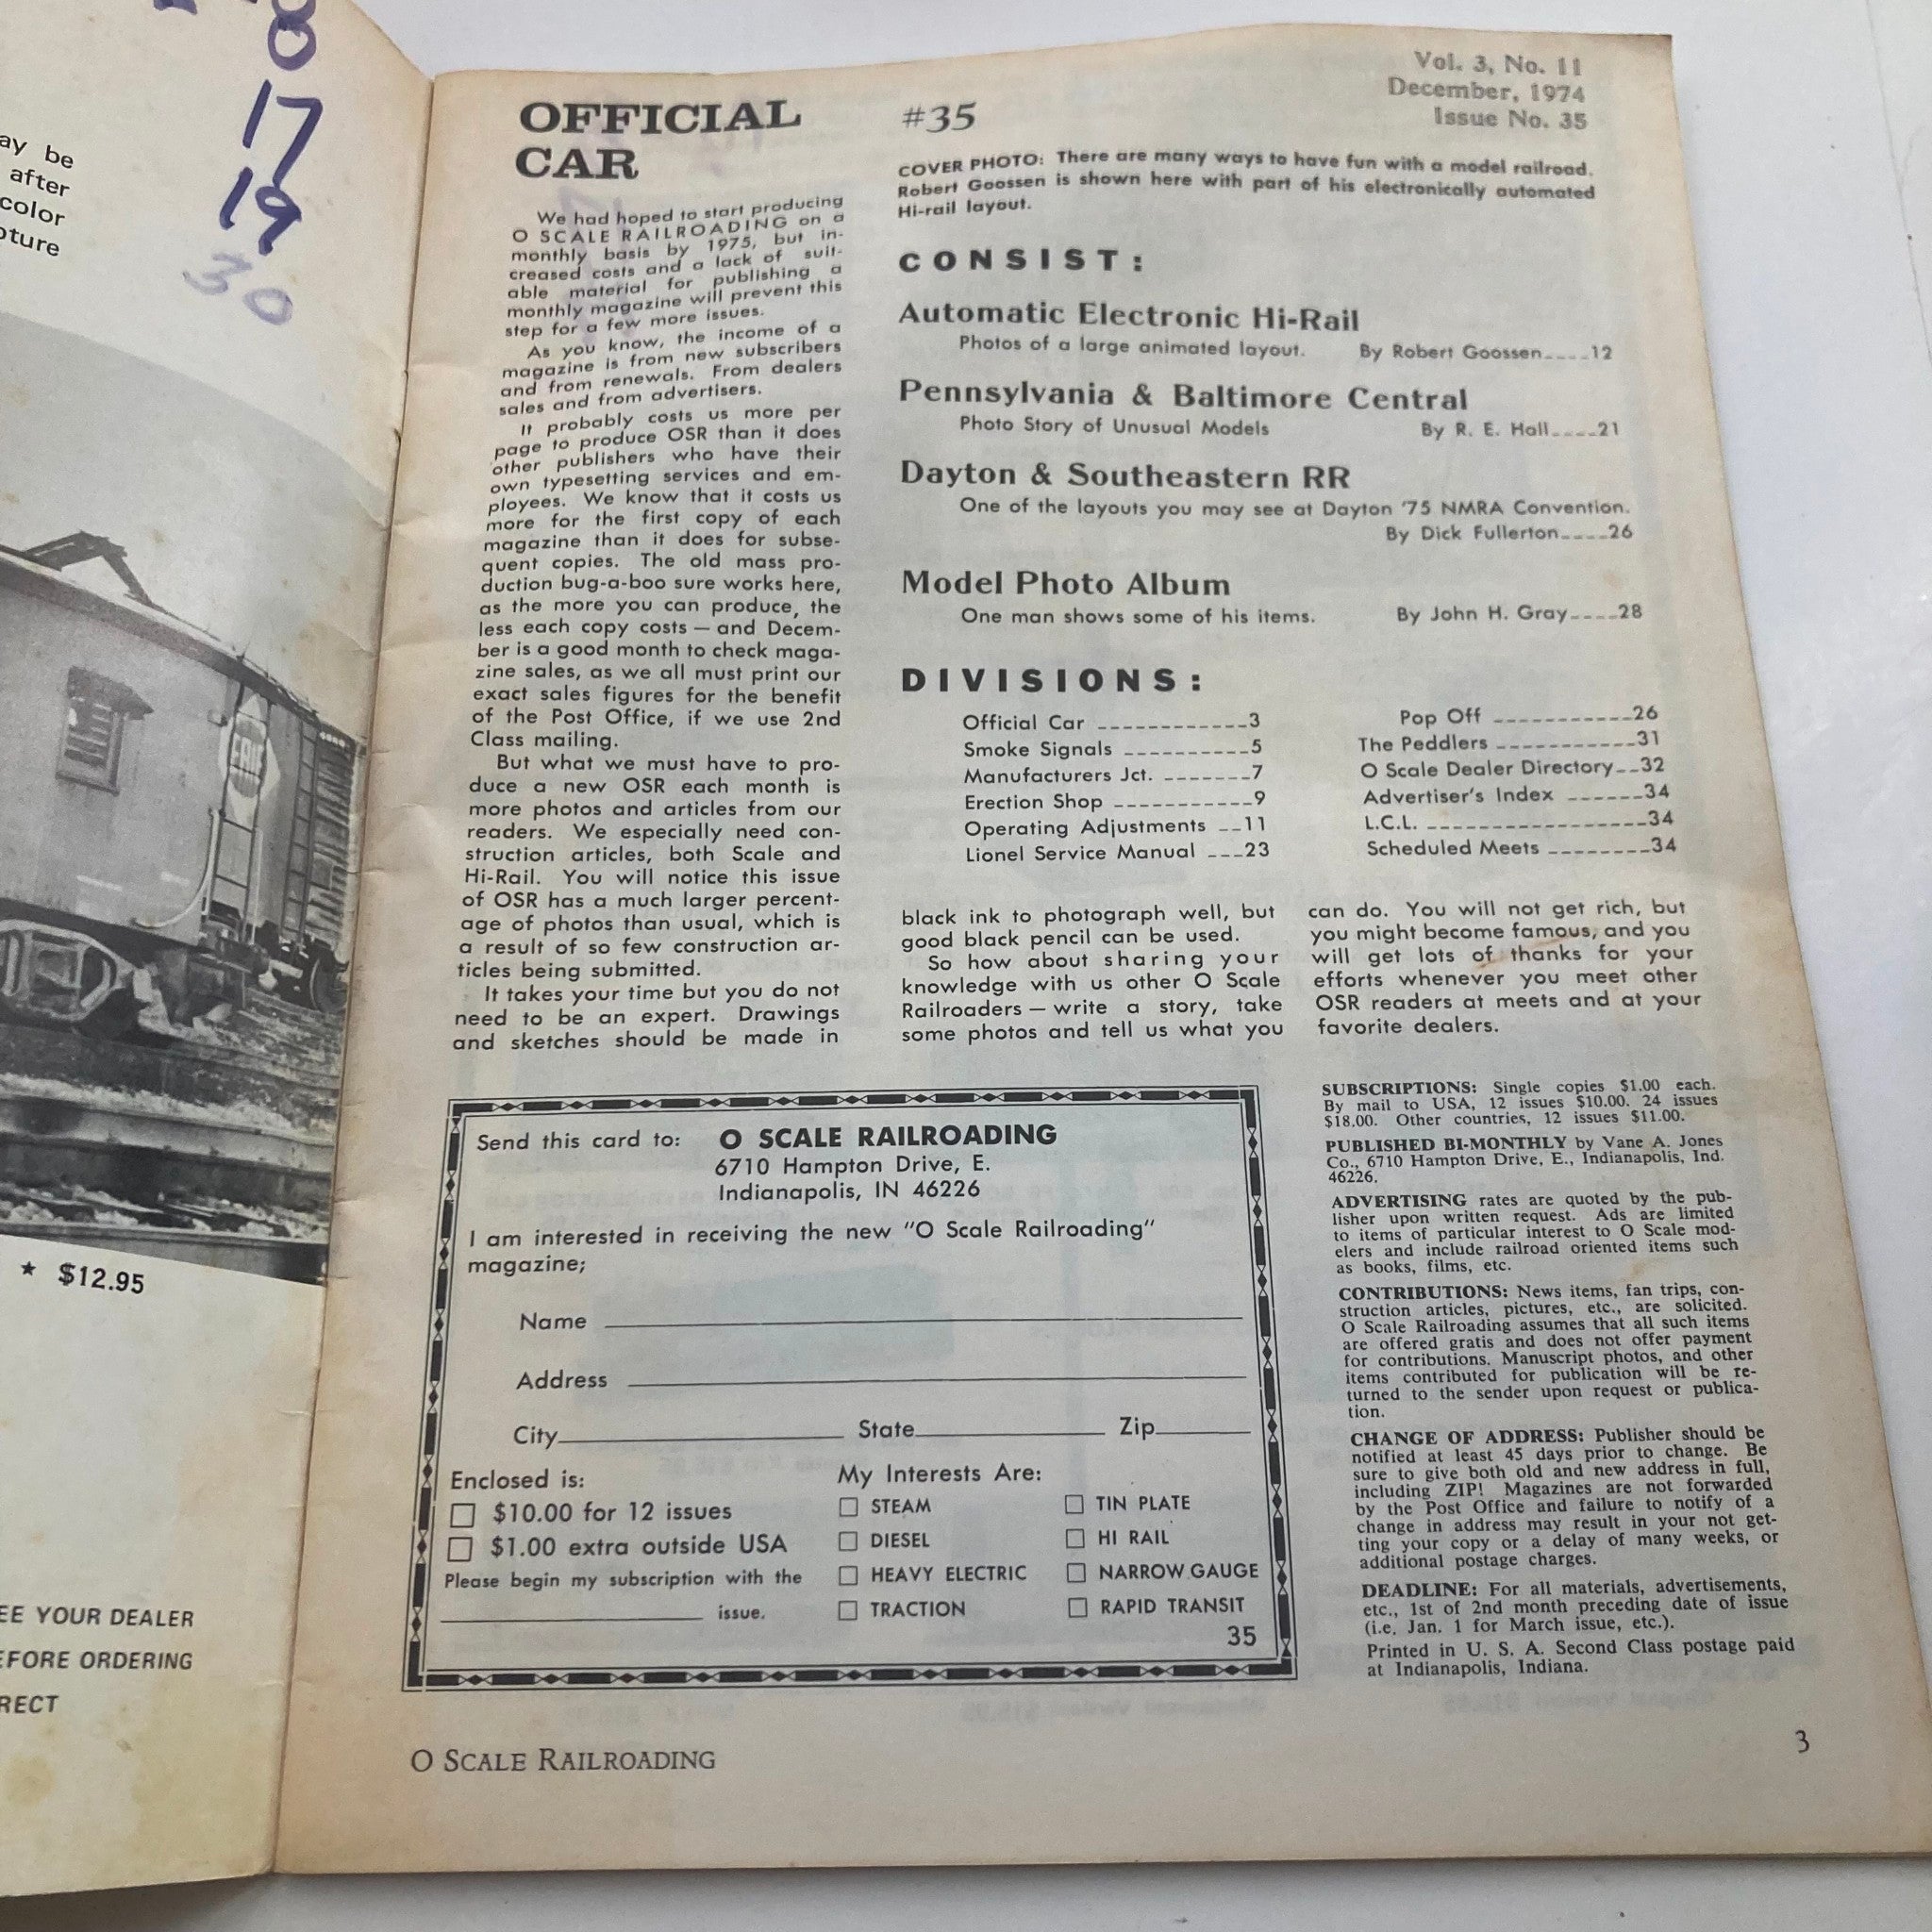 8
17
19
30
ay be
after
color
pture
ERIE
★ $12.95
EE YOUR DEALER
EFORE ORDERING
RECT
OFFICIAL
CAR
We had hoped to start producing
O SCALE RAILROADING on a
monthly basis by 1975, but in-
creased costs and a lack of suit-
able material for publishing a
monthly magazine will prevent this
step for a few more issues.
As you know, the income of a
magazine is from new subscribers
and from renewals. From dealers
sales and from advertisers.
It probably costs us more per
page to produce OSR than it does
other publishers who have their
own typesetting services and em-
ployees. We know that it costs us
more for the first copy of each
magazine than it does for subse-
quent copies. The old mass pro-
duction bug-a-boo sure works here,
as the more you can produce, the
less each copy costs — and Decem-
ber is a good month to check maga-
zine sales, as we all must print our
exact sales figures for the benefit
of the Post Office, if we use 2nd
Class mailing.
But what we must have to pro-
duce a new OSR each month is
more photos and articles from our
readers. We especially need con-
struction articles, both Scale and
Hi-Rail. You will notice this issue
of OSR has a much larger percent-
age of photos than usual, which is
a result of so few construction ar-
ticles being submitted.
It takes your time but you do not
need to be an expert. Drawings
and sketches should be made in
#35
Vol. 3, No. 11
December, 1974
Issue No. 35
COVER PHOTO: There are many ways to have fun with a model railroad.
Robert Goossen is shown here with part of his electronically automated
Hi-rail layout.
CONSIST:
Automatic Electronic Hi-Rail
Photos of a large animated layout. By Robert Goossen____12
Pennsylvania & Baltimore Central
Photo Story of Unusual Models By R. E. Hall____21
Dayton & Southeastern RR
One of the layouts you may see at Dayton '75 NMRA Convention.
By Dick Fullerton____26
Model Photo Album
One man shows some of his items. By John H. Gray____28
DIVISIONS:
Official Car ____________3
Smoke Signals __________5
Manufacturers Jct. _______7
Erection Shop ___________9
Operating Adjustments __11
Lionel Service Manual ___23
Pop Off ___________26
The Peddlers ___________31
O Scale Dealer Directory__32
Advertiser's Index ______34
L.C.L. _________________34
Scheduled Meets ________34
black ink to photograph well, but
good black pencil can be used.
So how about sharing your
knowledge with us other O Scale
Railroaders — write a story, take
some photos and tell us what you
can do. You will not get rich, but
you might become famous, and you
will get lots of thanks for your
efforts whenever you meet other
OSR readers at meets and at your
favorite dealers.
Send this card to: O SCALE RAILROADING
6710 Hampton Drive, E.
Indianapolis, IN 46226
I am interested in receiving the new "O Scale Railroading"
magazine;
Name
Address
City State Zip
Enclosed is:
□ $10.00 for 12 issues
□ $1.00 extra outside USA
Please begin my subscription with the
issue.
My Interests Are:
□ STEAM □ TIN PLATE
□ DIESEL □ HI RAIL
□ HEAVY ELECTRIC □ NARROW GAUGE
□ TRACTION □ RAPID TRANSIT
35
SUBSCRIPTIONS: Single copies $1.00 each.
By mail to USA, 12 issues $10.00. 24 issues
$18.00. Other countries, 12 issues $11.00.
PUBLISHED BI-MONTHLY by Vane A. Jones
Co., 6710 Hampton Drive, E., Indianapolis, Ind.
46226.
ADVERTISING rates are quoted by the pub-
lisher upon written request. Ads are limited
to items of particular interest to O Scale mod-
elers and include railroad oriented items such
as books, films, etc.
CONTRIBUTIONS: News items, fan trips, con-
struction articles, pictures, etc., are solicited.
O Scale Railroading assumes that all such items
are offered gratis and does not offer payment
for contributions. Manuscript photos, and other
items contributed for publication will be re-
turned to the sender upon request or publica-
tion.
CHANGE OF ADDRESS: Publisher should be
notified at least 45 days prior to change. Be
sure to give both old and new address in full,
including ZIP! Magazines are not forwarded
by the Post Office and failure to notify of a
change in address may result in your not get-
ting your copy or a delay of many weeks, or
additional postage charges.
DEADLINE: For all materials, advertisements,
etc., 1st of 2nd month preceding date of issue
(i.e. Jan. 1 for March issue, etc.).
Printed in U. S. A. Second Class postage paid
at Indianapolis, Indiana.
O SCALE RAILROADING
3